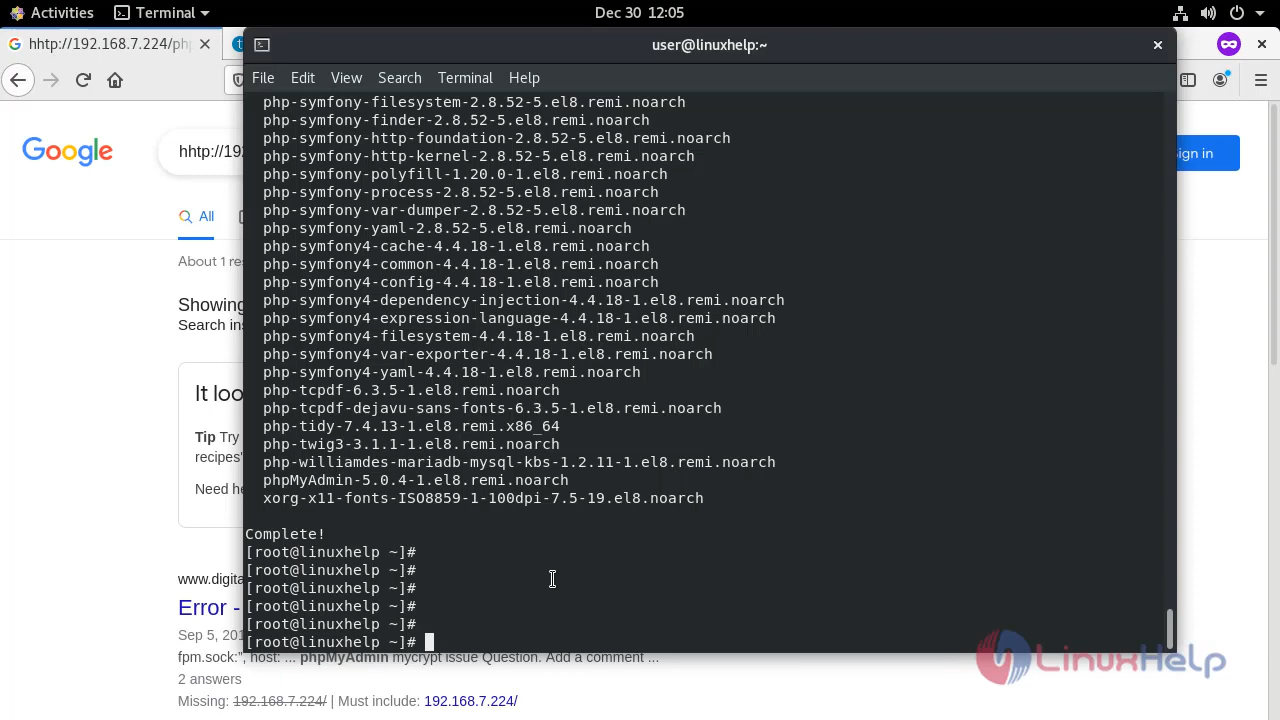 Activities Terminal Dec 30 12:05
hhtp://192.168.7.224/ph
user@linuxhelp:~
File Edit View Search Terminal Help
php-symfony-filesystem-2.8.52-5.el8.remi.noarch
php-symfony-finder-2.8.52-5.el8.remi.noarch
php-symfony-http-foundation-2.8.52-5.el8.remi.noarch
php-symfony-http-kernel-2.8.52-5.el8.remi.noarch
php-symfony-polyfill-1.20.0-1.el8.remi.noarch
php-symfony-process-2.8.52-5.el8.remi.noarch
php-symfony-var-dumper-2.8.52-5.el8.remi.noarch
php-symfony-yaml-2.8.52-5.el8.remi.noarch
php-symfony4-cache-4.4.18-1.el8.remi.noarch
php-symfony4-common-4.4.18-1.el8.remi.noarch
php-symfony4-config-4.4.18-1.el8.remi.noarch
php-symfony4-dependency-injection-4.4.18-1.el8.remi.noarch
php-symfony4-expression-language-4.4.18-1.el8.remi.noarch
php-symfony4-filesystem-4.4.18-1.el8.remi.noarch
php-symfony4-var-exporter-4.4.18-1.el8.remi.noarch
php-symfony4-yaml-4.4.18-1.el8.remi.noarch
php-tcpdf-6.3.5-1.el8.remi.noarch
php-tcpdf-dejavu-sans-fonts-6.3.5-1.el8.remi.noarch
php-tidy-7.4.13-1.el8.remi.x86_64
php-twig3-3.1.1-1.el8.remi.noarch
php-williamdes-mariadb-mysql-kbs-1.2.11-1.el8.remi.noarch
phpMyAdmin-5.0.4-1.el8.remi.noarch
xorg-x11-fonts-ISO8859-1-100dpi-7.5-19.el8.noarch
Complete!
[root@linuxhelp ~]#
[root@linuxhelp ~]#
[root@linuxhelp ~]#
[root@linuxhelp ~]#
[root@linuxhelp ~]#
[root@linuxhelp ~]#
Google
hhtp://19
ign in
All
About 1 res
Showing
Search ins
It loo
Tip Try
recipes'
Need he
www.digita
Error -
Sep 5, 201
fpm.sock:", host: ... phpMyAdmin mycrypt issue Question. Add a comment ...
2 answers
Missing: 192.168.7.224/ | Must include: 192.168.7.224/
LinuxHelp